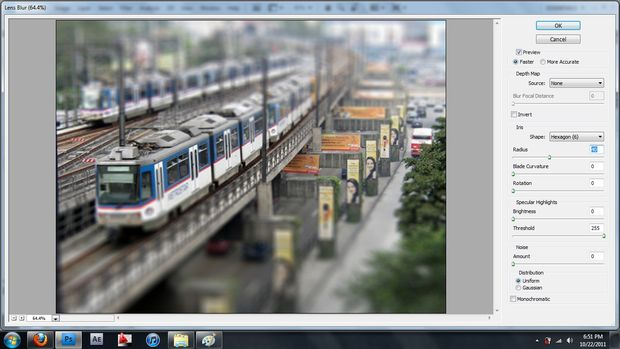 Lens Blur (64.4%)
OK
Cancel
Preview
Faster
More Accurate
Depth Map
Source: None
Blur Focal Distance 0
Invert
Iris
Shape: Hexagon (6)
Radius 40
Blade Curvature 0
Rotation 0
Specular Highlights
Brightness 0
Threshold 255
Noise
Amount 0
Distribution
Uniform
Gaussian
Monochromatic
64.4%
Ps
Ae
6:51 PM
10/22/2011